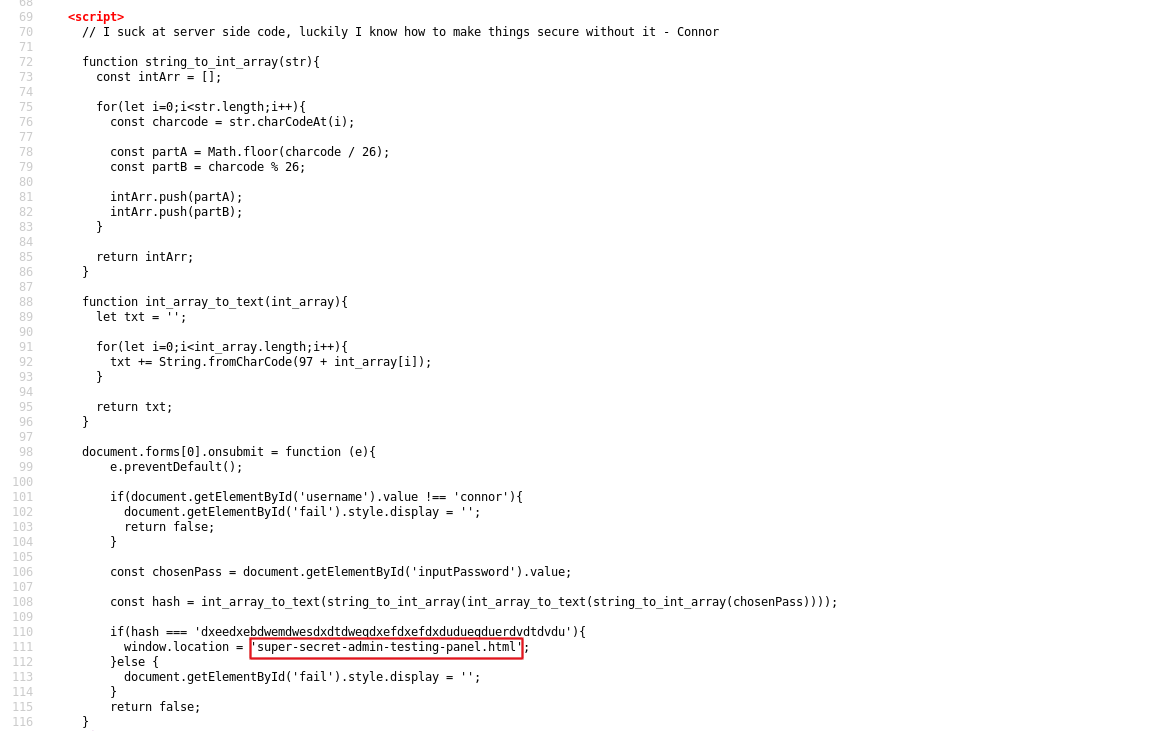 68
69 <script>
70 // I suck at server side code, luckily I know how to make things secure without it - Connor
71
72 function string_to_int_array(str){
73 const intArr = [];
74
75 for(let i=0;i<str.length;i++){
76 const charcode = str.charCodeAt(i);
77
78 const partA = Math.floor(charcode / 26);
79 const partB = charcode % 26;
80
81 intArr.push(partA);
82 intArr.push(partB);
83 }
84
85 return intArr;
86 }
87
88 function int_array_to_text(int_array){
89 let txt = '';
90
91 for(let i=0;i<int_array.length;i++){
92 txt += String.fromCharCode(97 + int_array[i]);
93 }
94
95 return txt;
96 }
97
98 document.forms[0].onsubmit = function (e){
99 e.preventDefault();
100
101 if(document.getElementById('username').value !== 'connor'){
102 document.getElementById('fail').style.display = '';
103 return false;
104 }
105
106 const chosenPass = document.getElementById('inputPassword').value;
107
108 const hash = int_array_to_text(string_to_int_array(int_array_to_text(string_to_int_array(chosenPass))));
109
110 if(hash === 'dxeedxebdwemdwesdxdtdweqdxefdxefdxdudueqduerdvdtdvdu'){
111 window.location = 'super-secret-admin-testing-panel.html';
112 }else {
113 document.getElementById('fail').style.display = '';
114 }
115 return false;
116 }